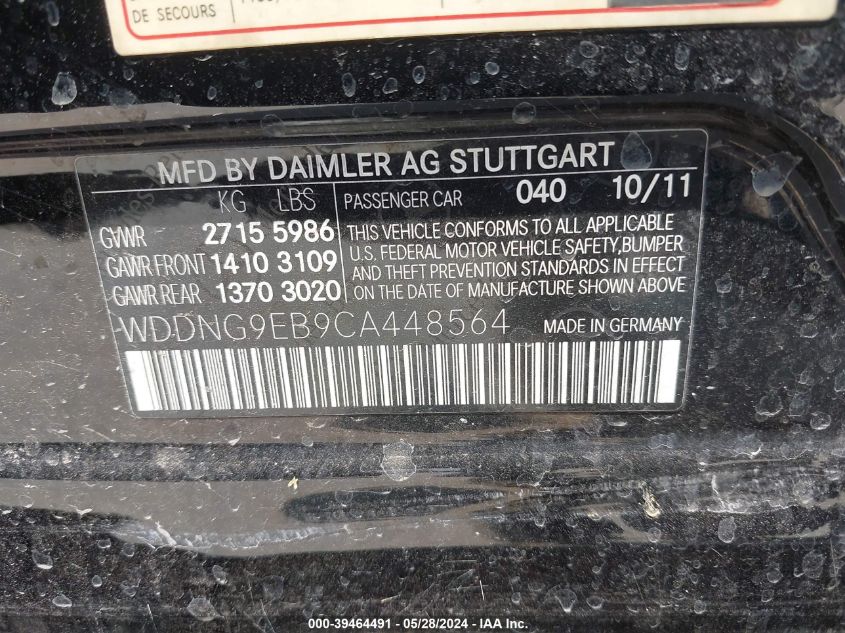 DE SECOURS
MFD BY DAIMLER AG STUTTGART
KG LBS PASSENGER CAR 040 10/11
GVWR 2715 5986
GAWR FRONT 1410 3109
GAWR REAR 1370 3020
THIS VEHICLE CONFORMS TO ALL APPLICABLE
U.S. FEDERAL MOTOR VEHICLE SAFETY,BUMPER
AND THEFT PREVENTION STANDARDS IN EFFECT
ON THE DATE OF MANUFACTURE SHOWN ABOVE
WDDNG9EB9CA448564 MADE IN GERMANY
000-39464491 - 05/28/2024 - IAA Inc.